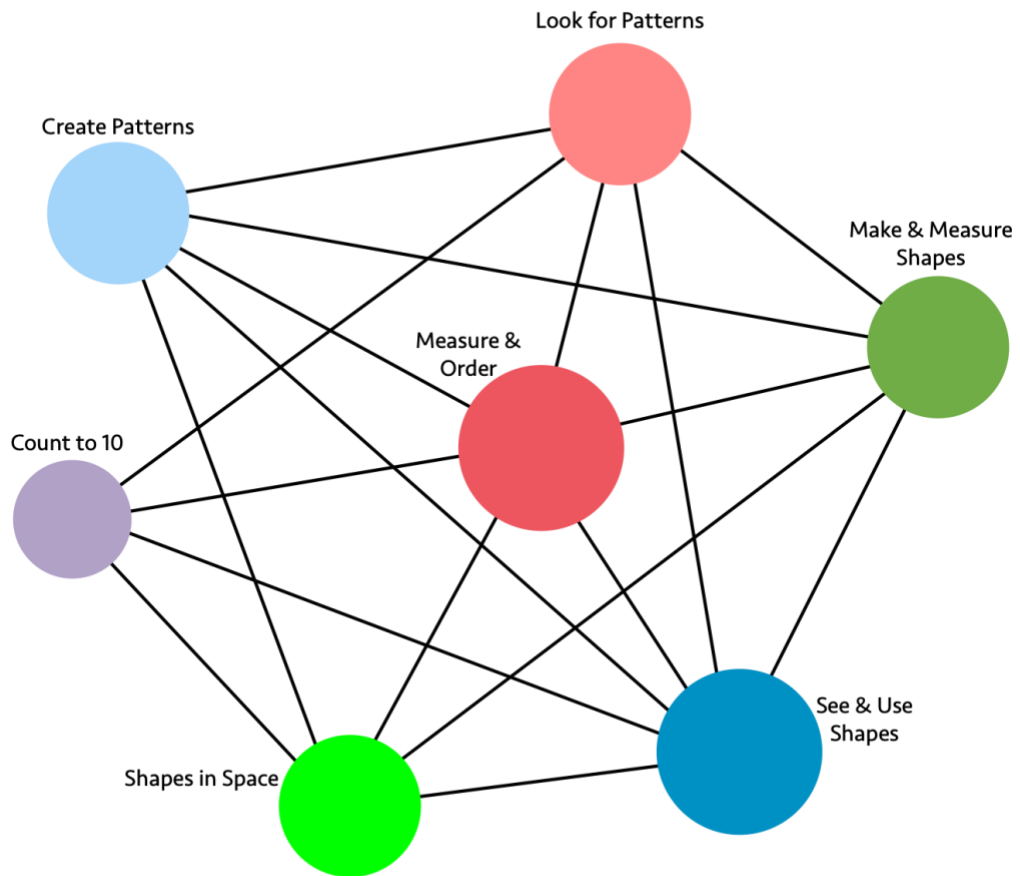 Look for Patterns
Create Patterns
Make & Measure
Shapes
Measure &
Order
Count to 10
See & Use
Shapes
Shapes in Space